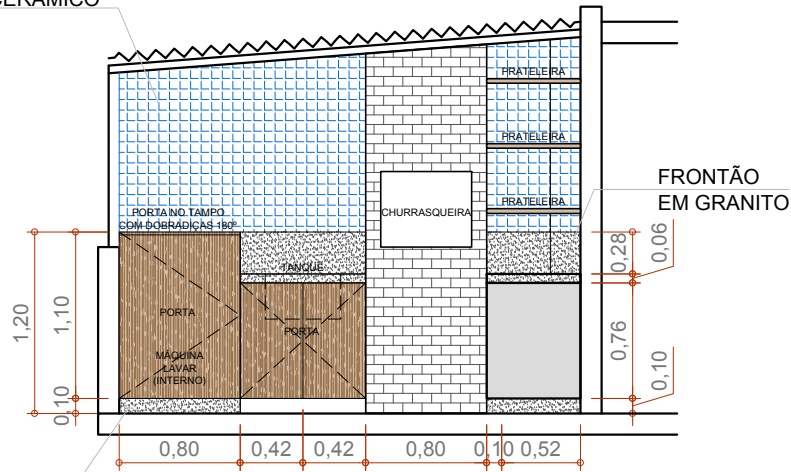 CERÂMICO
PRATELEIRA
PRATELEIRA
FRONTÃO
EM GRANITO
PRATELEIRA
CHURRASQUEIRA
PORTA NO TAMPO
COM DOBRADIÇAS 180°
TANQUE
PORTA
PORTA
MÁQUINA
LAVAR
(INTERNO)
1,20
1,10
0,10
0,28
0,06
0,76
0,10
0,80
0,42
0,42
0,80
0,10
0,52